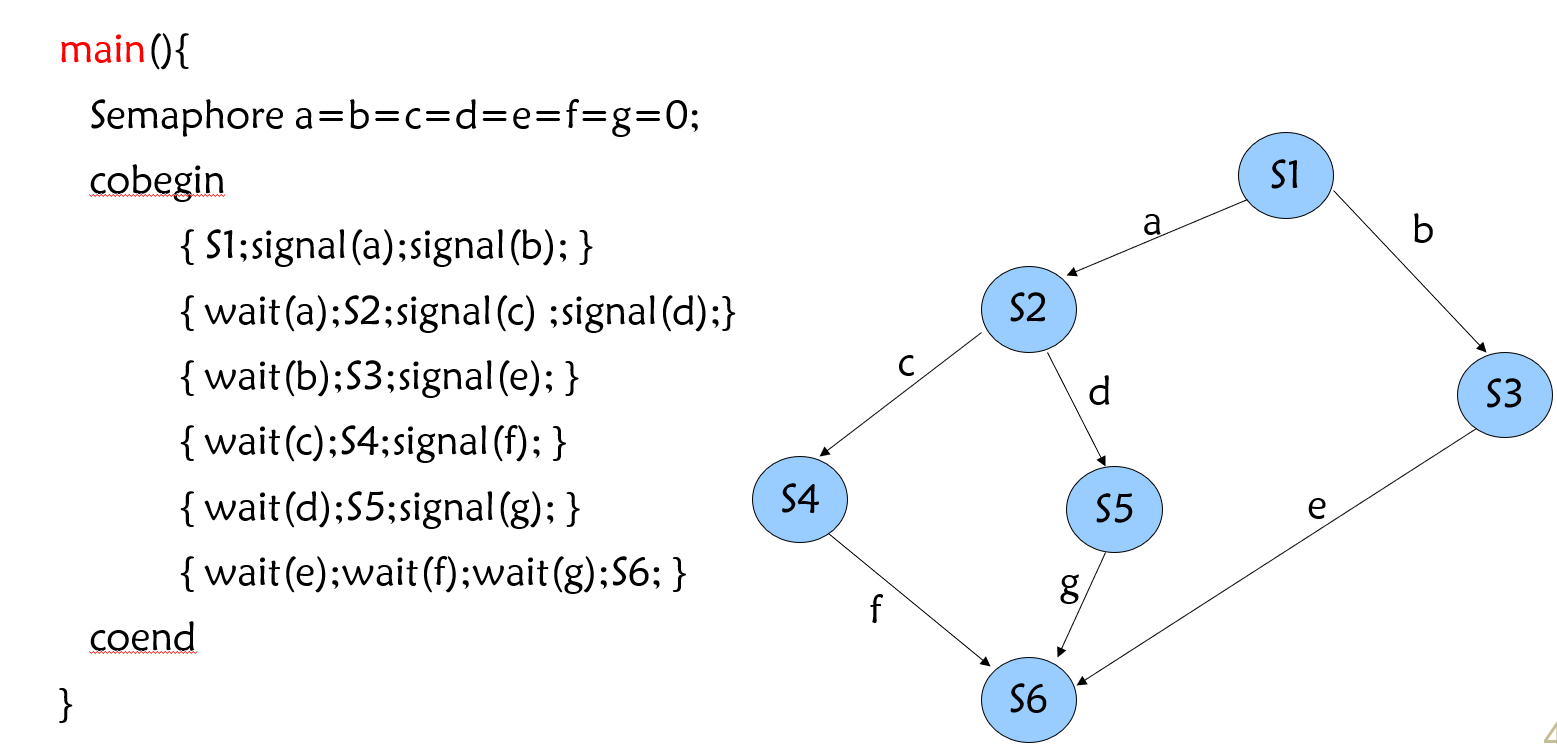 main(){
Semaphore a=b=c=d=e=f=g=0;
cobegin
{ S1;signal(a);signal(b); }
{ wait(a);S2;signal(c) ;signal(d);}
{ wait(b);S3;signal(e); }
{ wait(c);S4;signal(f); }
{ wait(d);S5;signal(g); }
{ wait(e);wait(f);wait(g);S6; }
coend
}
S1
a
b
S2
c
d
S3
S4
S5
e
f
g
S6